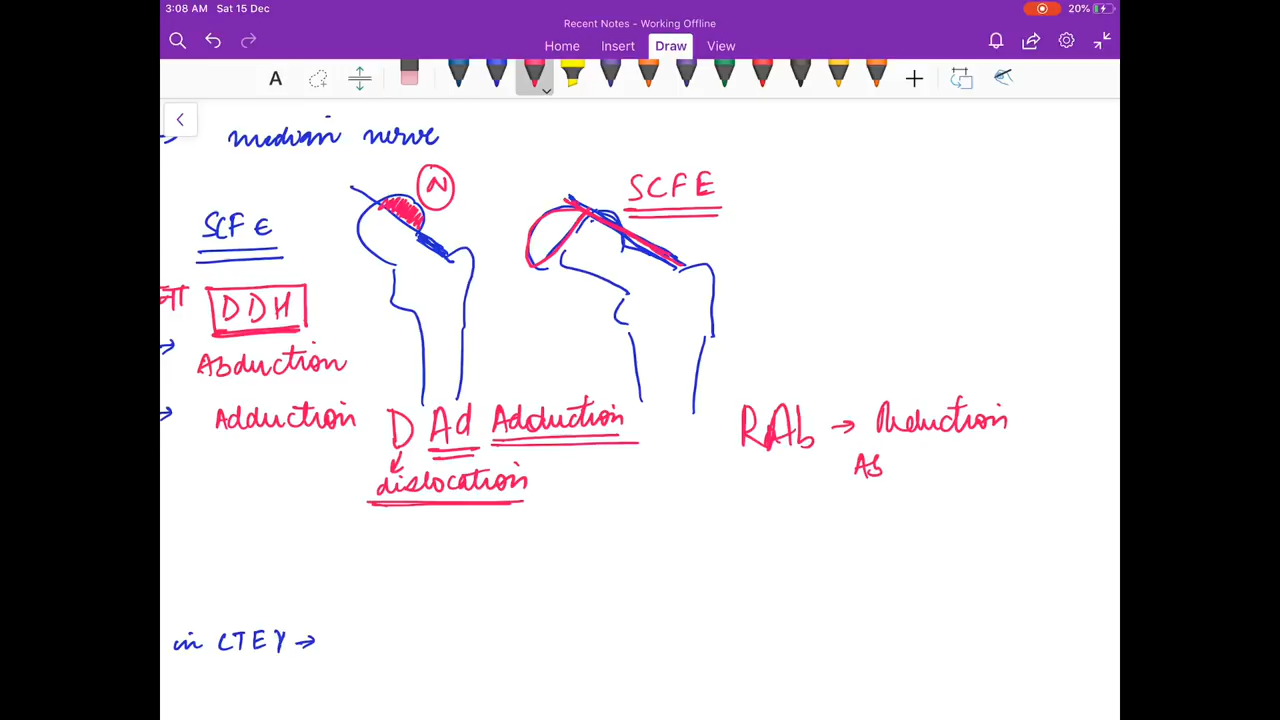 3:08 AM Sat 15 Dec
20%
Recent Notes - Working Offline
Home Insert Draw View
A
median nerve
N
SCFE
SCFE
DDH
Abduction
Adduction
D Ad Adduction
dislocation
RAb → Reduction
Ab
in CTEV →